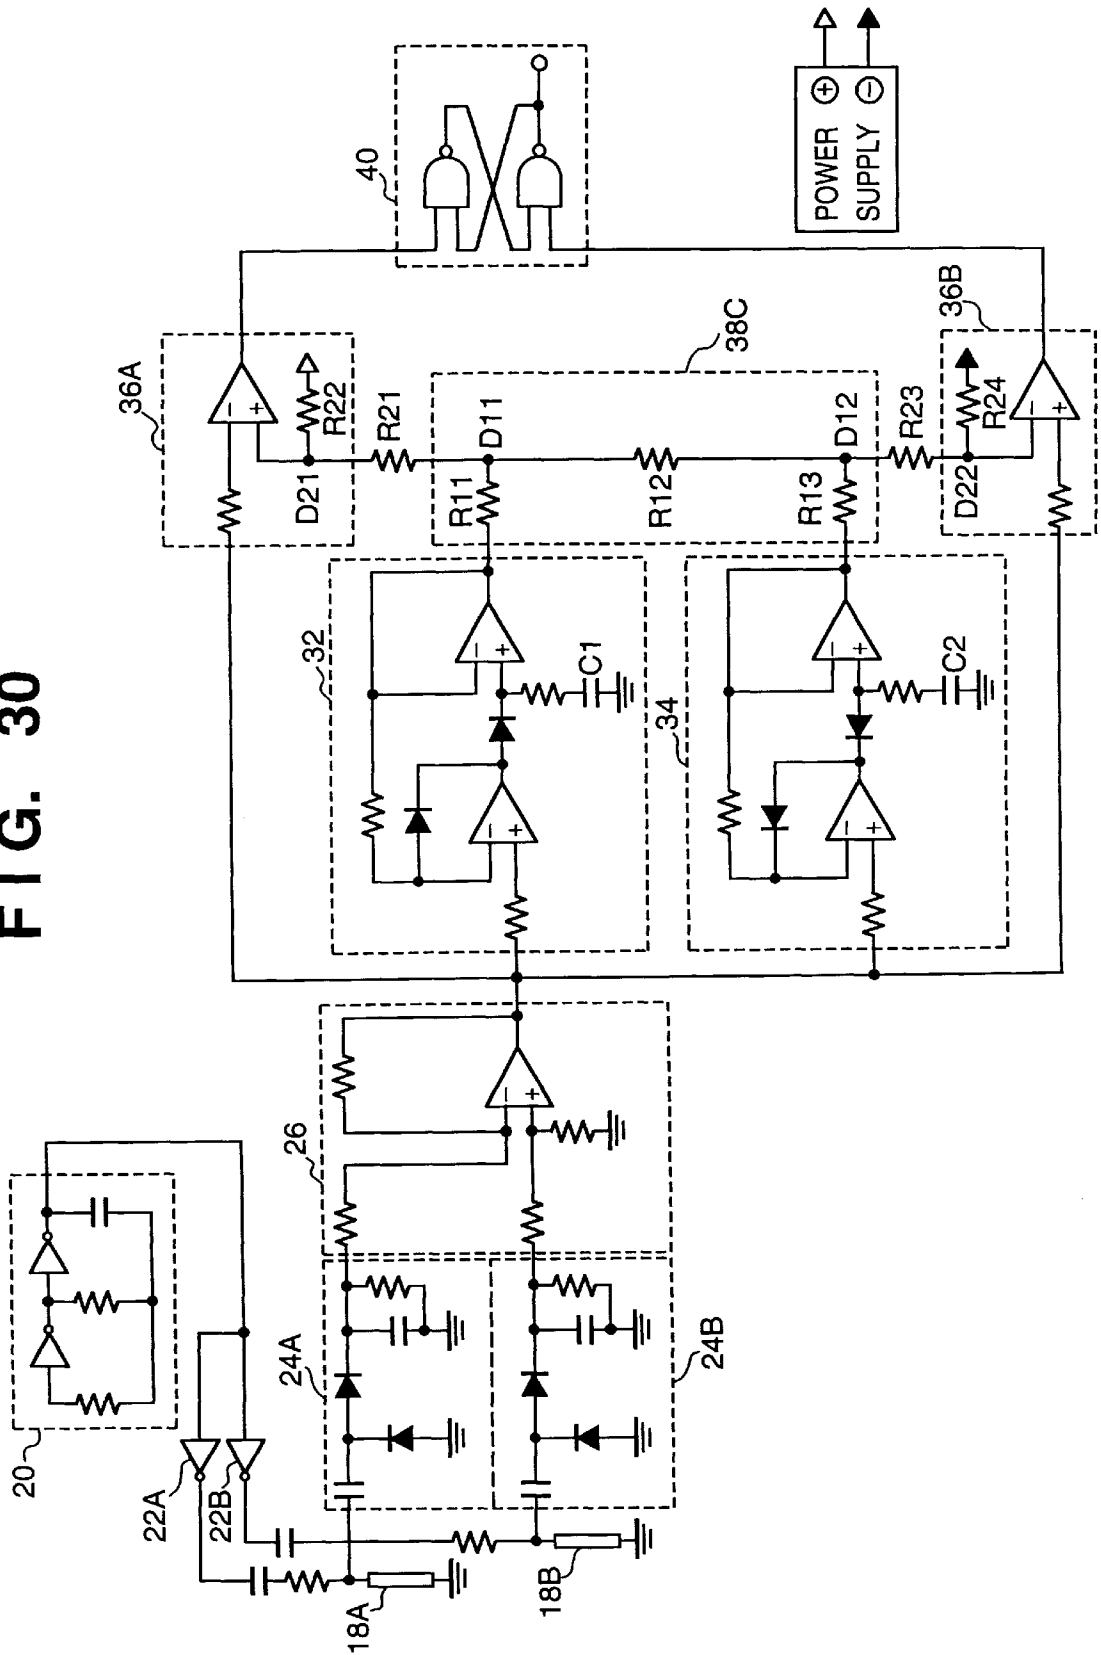 FIG. 30
20
22A
22B
18A
18B
24A
24B
26
-
+
32
-
+
-
+
C1
34
-
+
-
+
C2
36A
-
+
D21
R22
R21
38C
R11
D11
R12
R13
D12
R23
36B
D22
R24
-
+
40
POWER +
SUPPLY -